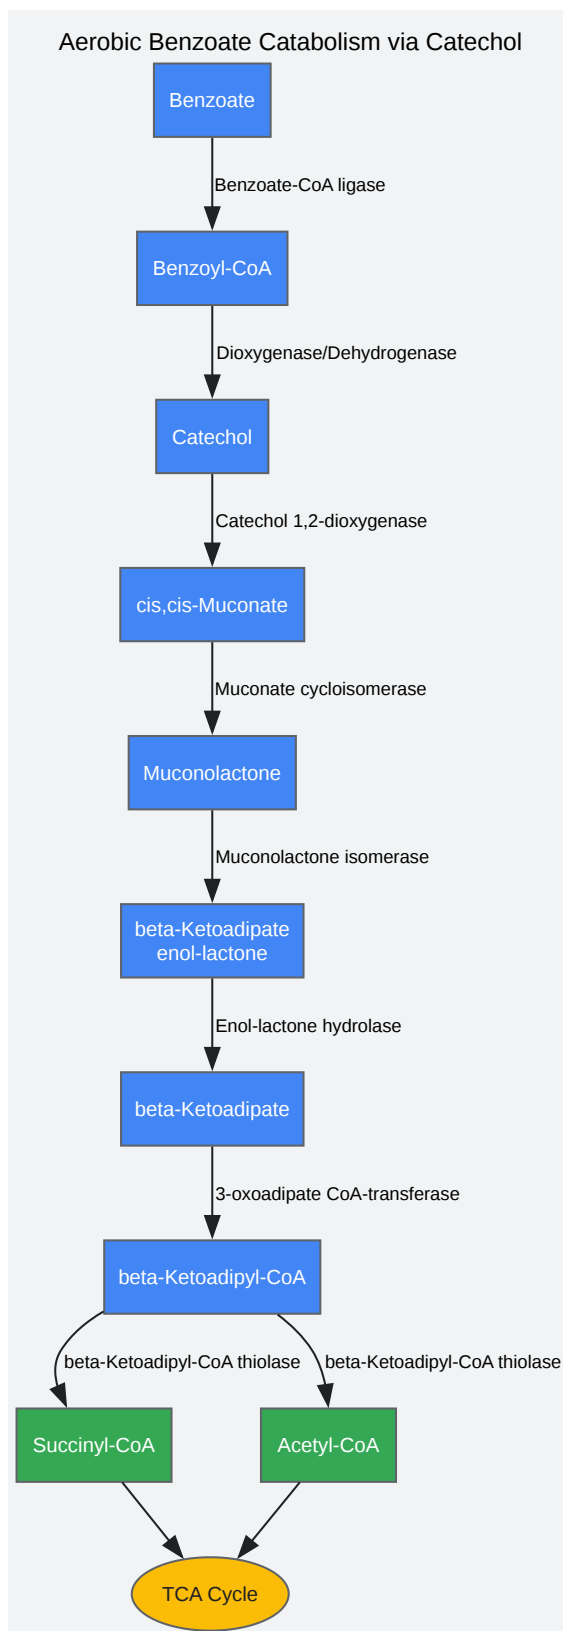 Aerobic Benzoate Catabolism via Catechol
Benzoate
Benzoate-CoA ligase
Benzoyl-CoA
Dioxygenase/Dehydrogenase
Catechol
Catechol 1,2-dioxygenase
cis,cis-Muconate
Muconate cycloisomerase
Muconolactone
Muconolactone isomerase
beta-Ketoadipate
enol-lactone
Enol-lactone hydrolase
beta-Ketoadipate
3-oxoadipate CoA-transferase
beta-Ketoadipyl-CoA
beta-Ketoadipyl-CoA thiolase
beta-Ketoadipyl-CoA thiolase
Succinyl-CoA
Acetyl-CoA
TCA Cycle